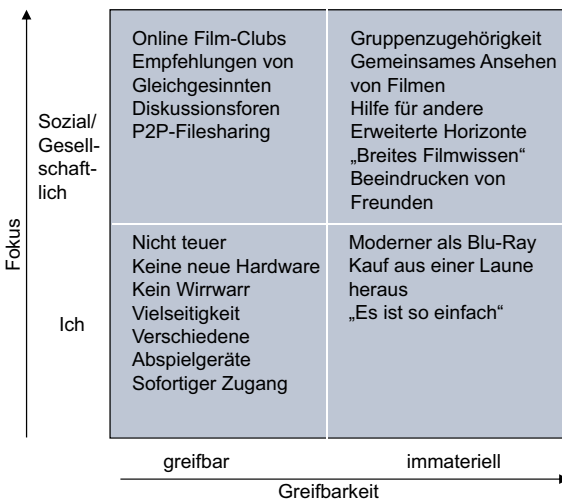 Online Film-Clubs
Empfehlungen von
Gleichgesinnten
Diskussionsforen
P2P-Filesharing
Gruppenzugehörigkeit
Gemeinsames Ansehen
von Filmen
Hilfe für andere
Erweiterte Horizonte
„Breites Filmwissen“
Beeindrucken von
Freunden
Sozial/
Gesell-
schaft-
lich
Fokus
Ich
Nicht teuer
Keine neue Hardware
Kein Wirrwarr
Vielseitigkeit
Verschiedene
Abspielgeräte
Sofortiger Zugang
Moderner als Blu-Ray
Kauf aus einer Laune
heraus
„Es ist so einfach“
greifbar
immateriell
Greifbarkeit